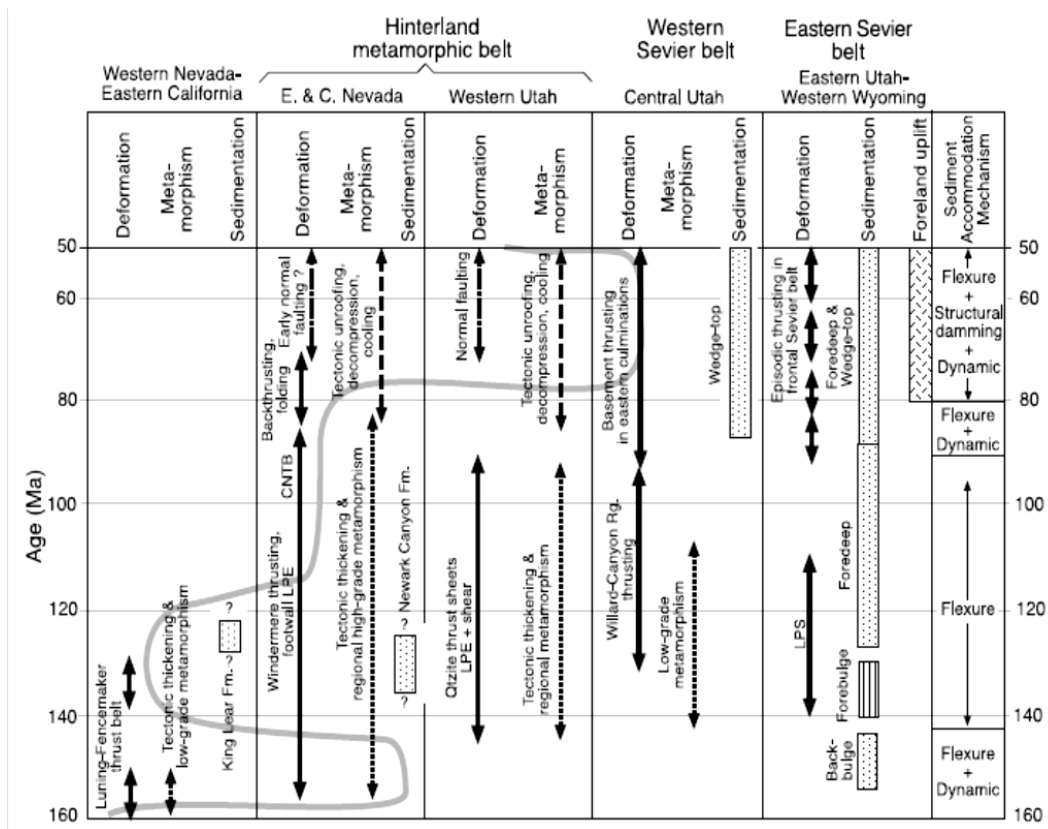 Hinterland
metamorphic belt
Western
Sevier belt
Eastern Sevier
belt
Western Nevada-
Eastern California
E. & C. Nevada
Western Utah
Central Utah
Eastern Utah-
Western Wyoming
Deformation
Meta-
morphism
Sedimentation
Deformation
Meta-
morphism
Sedimentation
Deformation
Meta-
morphism
Deformation
Meta-
morphism
Sedimentation
Deformation
Sedimentation
Foreland uplift
Sediment
Accommodation
Mechanism
Age (Ma)
50
60
80
100
120
140
160
Luning-Fencemaker
thrust belt
Tectonic thickening &
low-grade metamorphism
King Lear Fm. ?
?
Windermere thrusting,
footwall LPE
CNTB
Backthrusting,
folding
Early normal
faulting ?
Tectonic unroofing,
decompression,
cooling
Tectonic thickening &
regional high-grade metamorphism
? Newark Canyon Fm.
?
Normal faulting
Qtzite thrust sheets
LPE + shear
Tectonic unroofing,
decompression, cooling
Tectonic thickening &
regional metamorphism
Basement thrusting
in eastern culminations
Willard-Canyon Rg.
thrusting
Low-grade
metamorphism
Wedge-top
Episodic thrusting in
frontal Sevier belt
LPS
Foredeep &
Wedge-top
Foredeep
Forebulge
Back-
bulge
Flexure
+
Structural
damming
+
Dynamic
Flexure
+
Dynamic
Flexure
Flexure
+
Dynamic
50
60
80
100
120
140
160